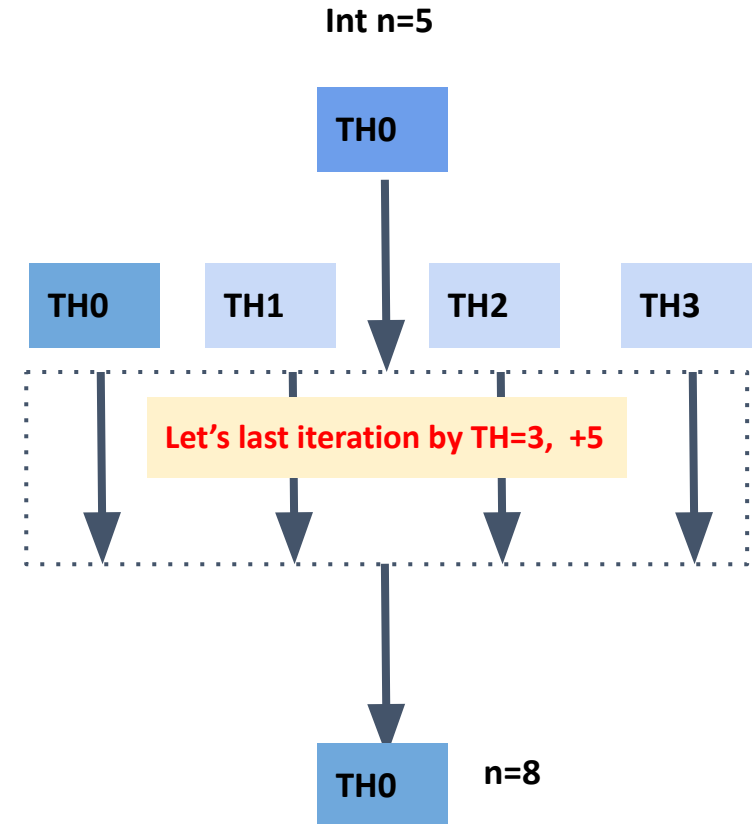 Int n=5
TH0
TH0
TH1
TH2
TH3
Let’s last iteration by TH=3, +5
TH0
n=8